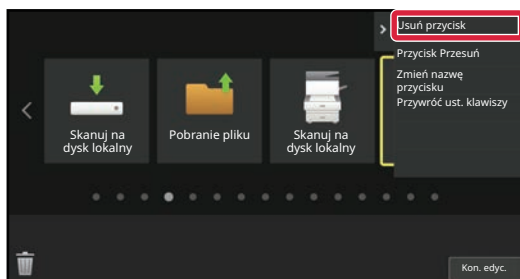 Usuń przycisk
Przycisk Przesuń
Zmień nazwę
przycisku
Przywróć ust. klawiszy
Skanuj na
dysk lokalny
Pobranie pliku
Skanuj na
dysk lokalny
Kon. edyc.